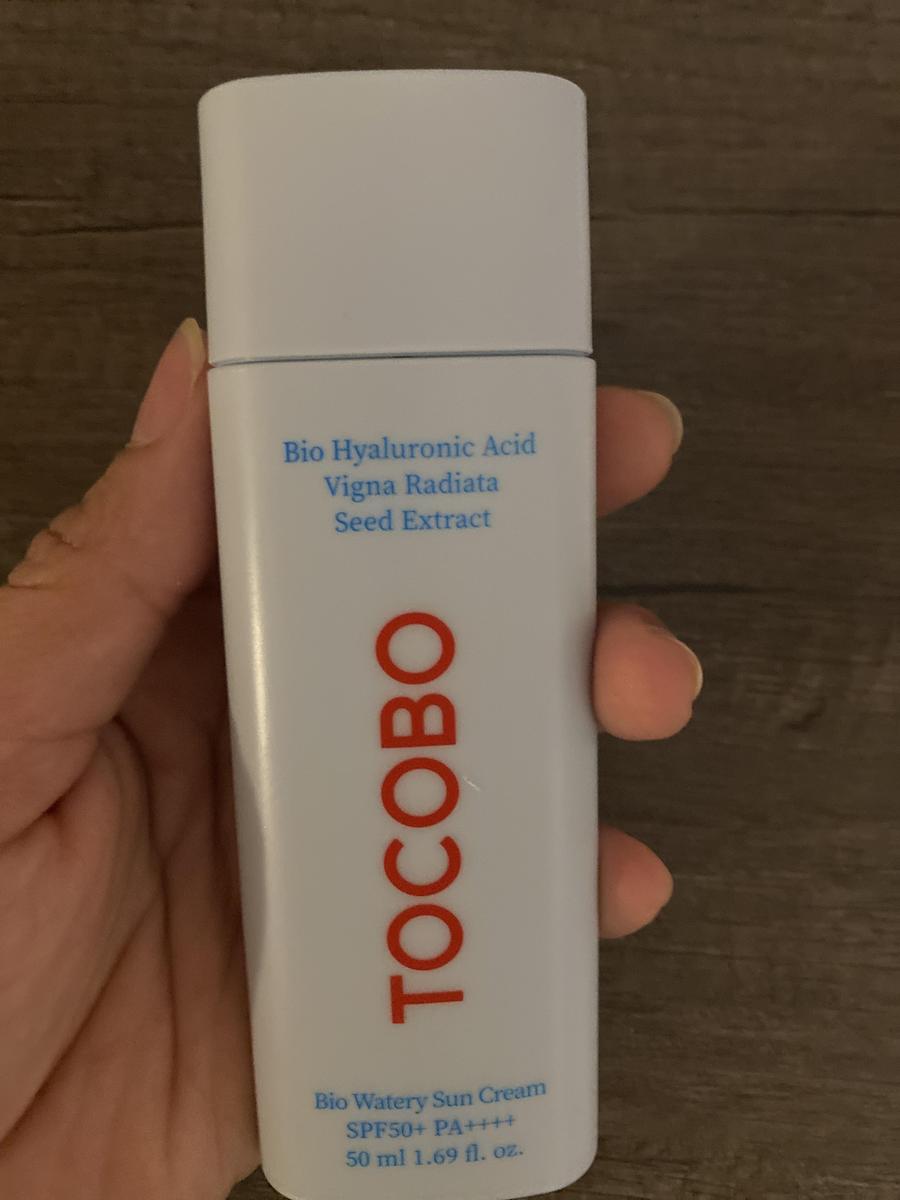 Bio Hyaluronic Acid
Vigna Radiata
Seed Extract
TOCOBO
Bio Watery Sun Cream
SPF50+ PA++++
50 ml 1.69 fl. oz.